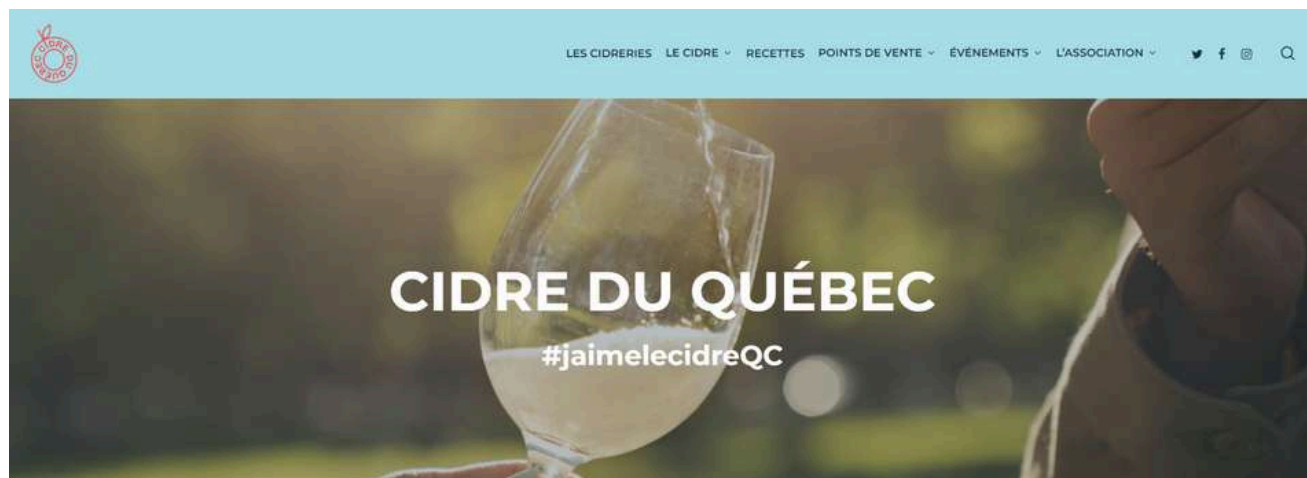 CIDRE DU QUÉBEC
LES CIDRERIES LE CIDRE RECETTES POINTS DE VENTE ÉVÉNEMENTS L'ASSOCIATION
CIDRE DU QUÉBEC
#jaimelecidreQC